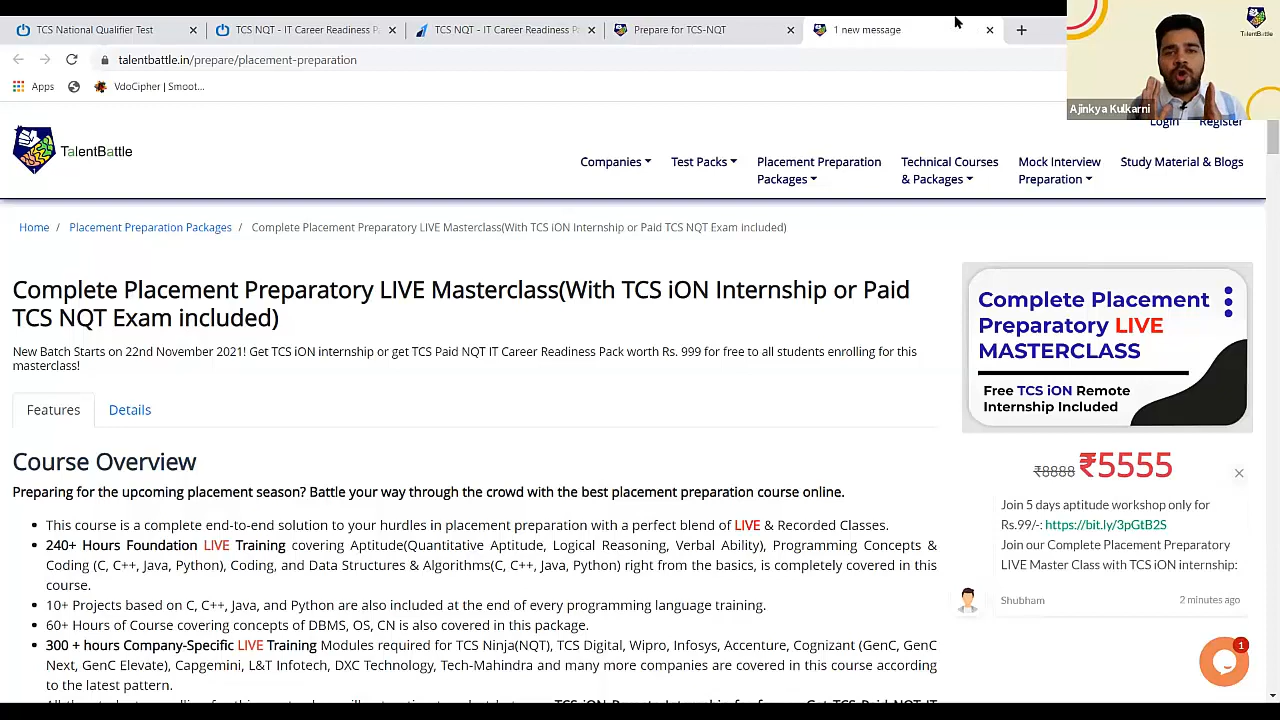 TCS National Qualifier Test
TCS NQT - IT Career Readiness P
TCS NQT - IT Career Readiness P
Prepare for TCS-NQT
1 new message
talentbattle.in/prepare/placement-preparation
Apps
VdoCipher | Smoot...
TalentBattle
Ajinkya Kulkarni
Login
Register
TalentBattle
Companies
Test Packs
Placement Preparation
Packages
Technical Courses
& Packages
Mock Interview
Preparation
Study Material & Blogs
Home / Placement Preparation Packages / Complete Placement Preparatory LIVE Masterclass(With TCS iON Internship or Paid TCS NQT Exam included)
Complete Placement Preparatory LIVE Masterclass(With TCS iON Internship or Paid
TCS NQT Exam included)
New Batch Starts on 22nd November 2021! Get TCS iON internship or get TCS Paid NQT IT Career Readiness Pack worth Rs. 999 for free to all students enrolling for this
masterclass!
Features
Details
Course Overview
Preparing for the upcoming placement season? Battle your way through the crowd with the best placement preparation course online.
This course is a complete end-to-end solution to your hurdles in placement preparation with a perfect blend of LIVE & Recorded Classes.
240+ Hours Foundation LIVE Training covering Aptitude(Quantitative Aptitude, Logical Reasoning, Verbal Ability), Programming Concepts &
Coding (C, C++, Java, Python), Coding, and Data Structures & Algorithms(C, C++, Java, Python) right from the basics, is completely covered in this
course.
10+ Projects based on C, C++, Java, and Python are also included at the end of every programming language training.
60+ Hours of Course covering concepts of DBMS, OS, CN is also covered in this package.
300 + hours Company-Specific LIVE Training Modules required for TCS Ninja(NQT), TCS Digital, Wipro, Infosys, Accenture, Cognizant (GenC, GenC
Next, GenC Elevate), Capgemini, L&T Infotech, DXC Technology, Tech-Mahindra and many more companies are covered in this course according
to the latest pattern.
Complete Placement
Preparatory LIVE
MASTERCLASS
Free TCS iON Remote
Internship Included
₹8888 ₹5555
Join 5 days aptitude workshop only for
Rs.99/-: https://bit.ly/3pGtB2S
Join our Complete Placement Preparatory
LIVE Master Class with TCS iON internship:
Shubham
2 minutes ago
1